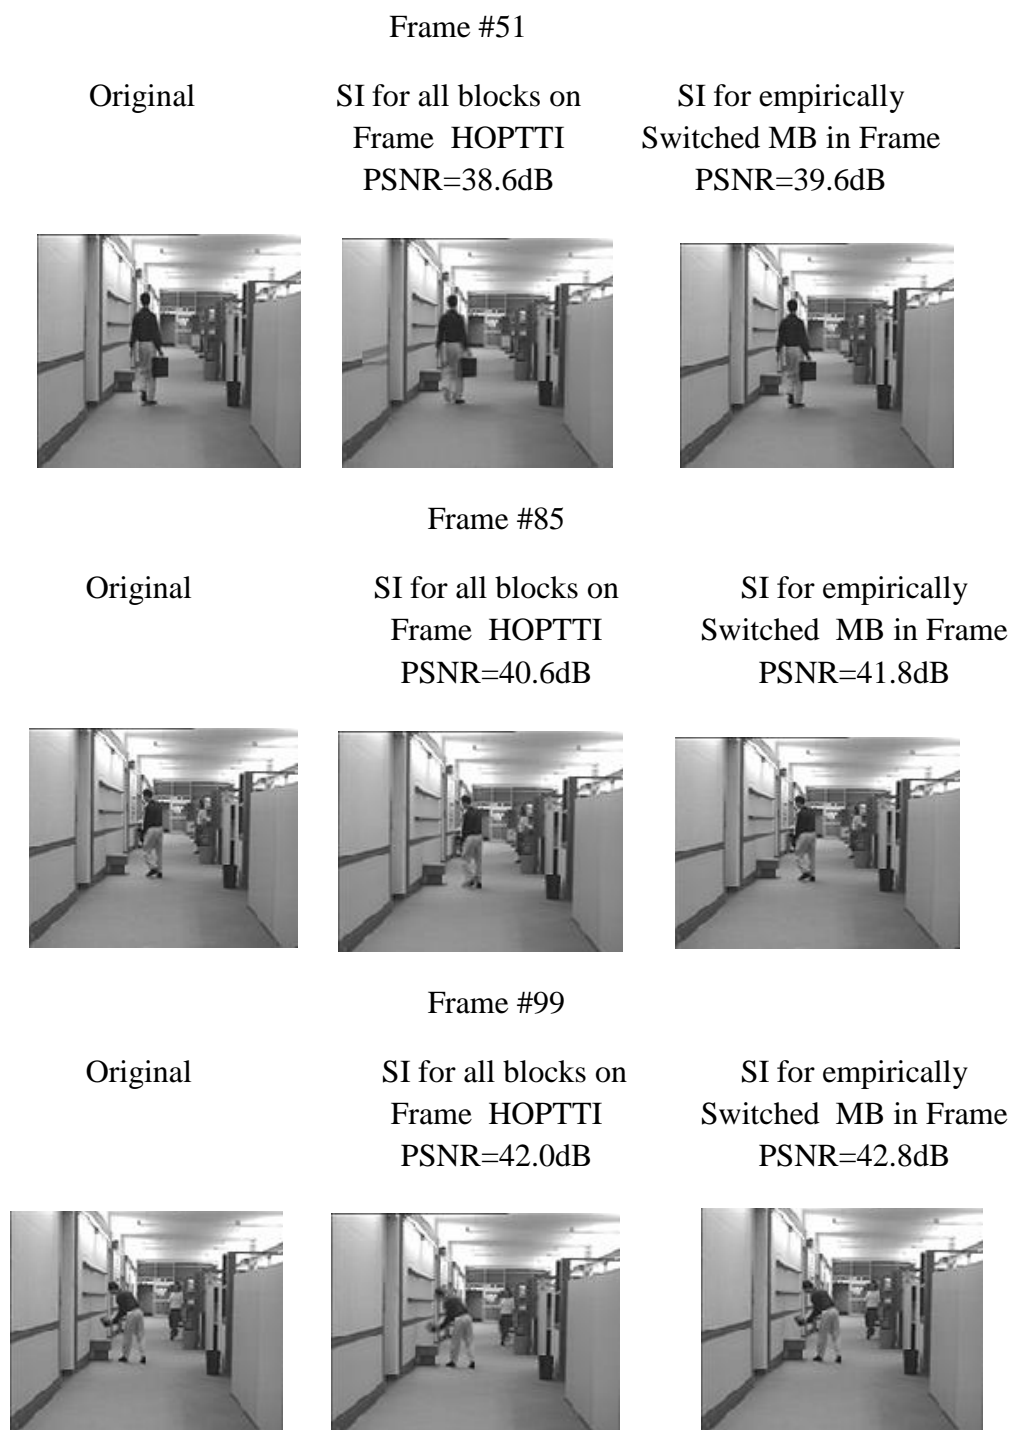 Frame #51
Original
SI for all blocks on
Frame HOPTTI
PSNR=38.6dB
SI for empirically
Switched MB in Frame
PSNR=39.6dB
Frame #85
Original
SI for all blocks on
Frame HOPTTI
PSNR=40.6dB
SI for empirically
Switched MB in Frame
PSNR=41.8dB
Frame #99
Original
SI for all blocks on
Frame HOPTTI
PSNR=42.0dB
SI for empirically
Switched MB in Frame
PSNR=42.8dB